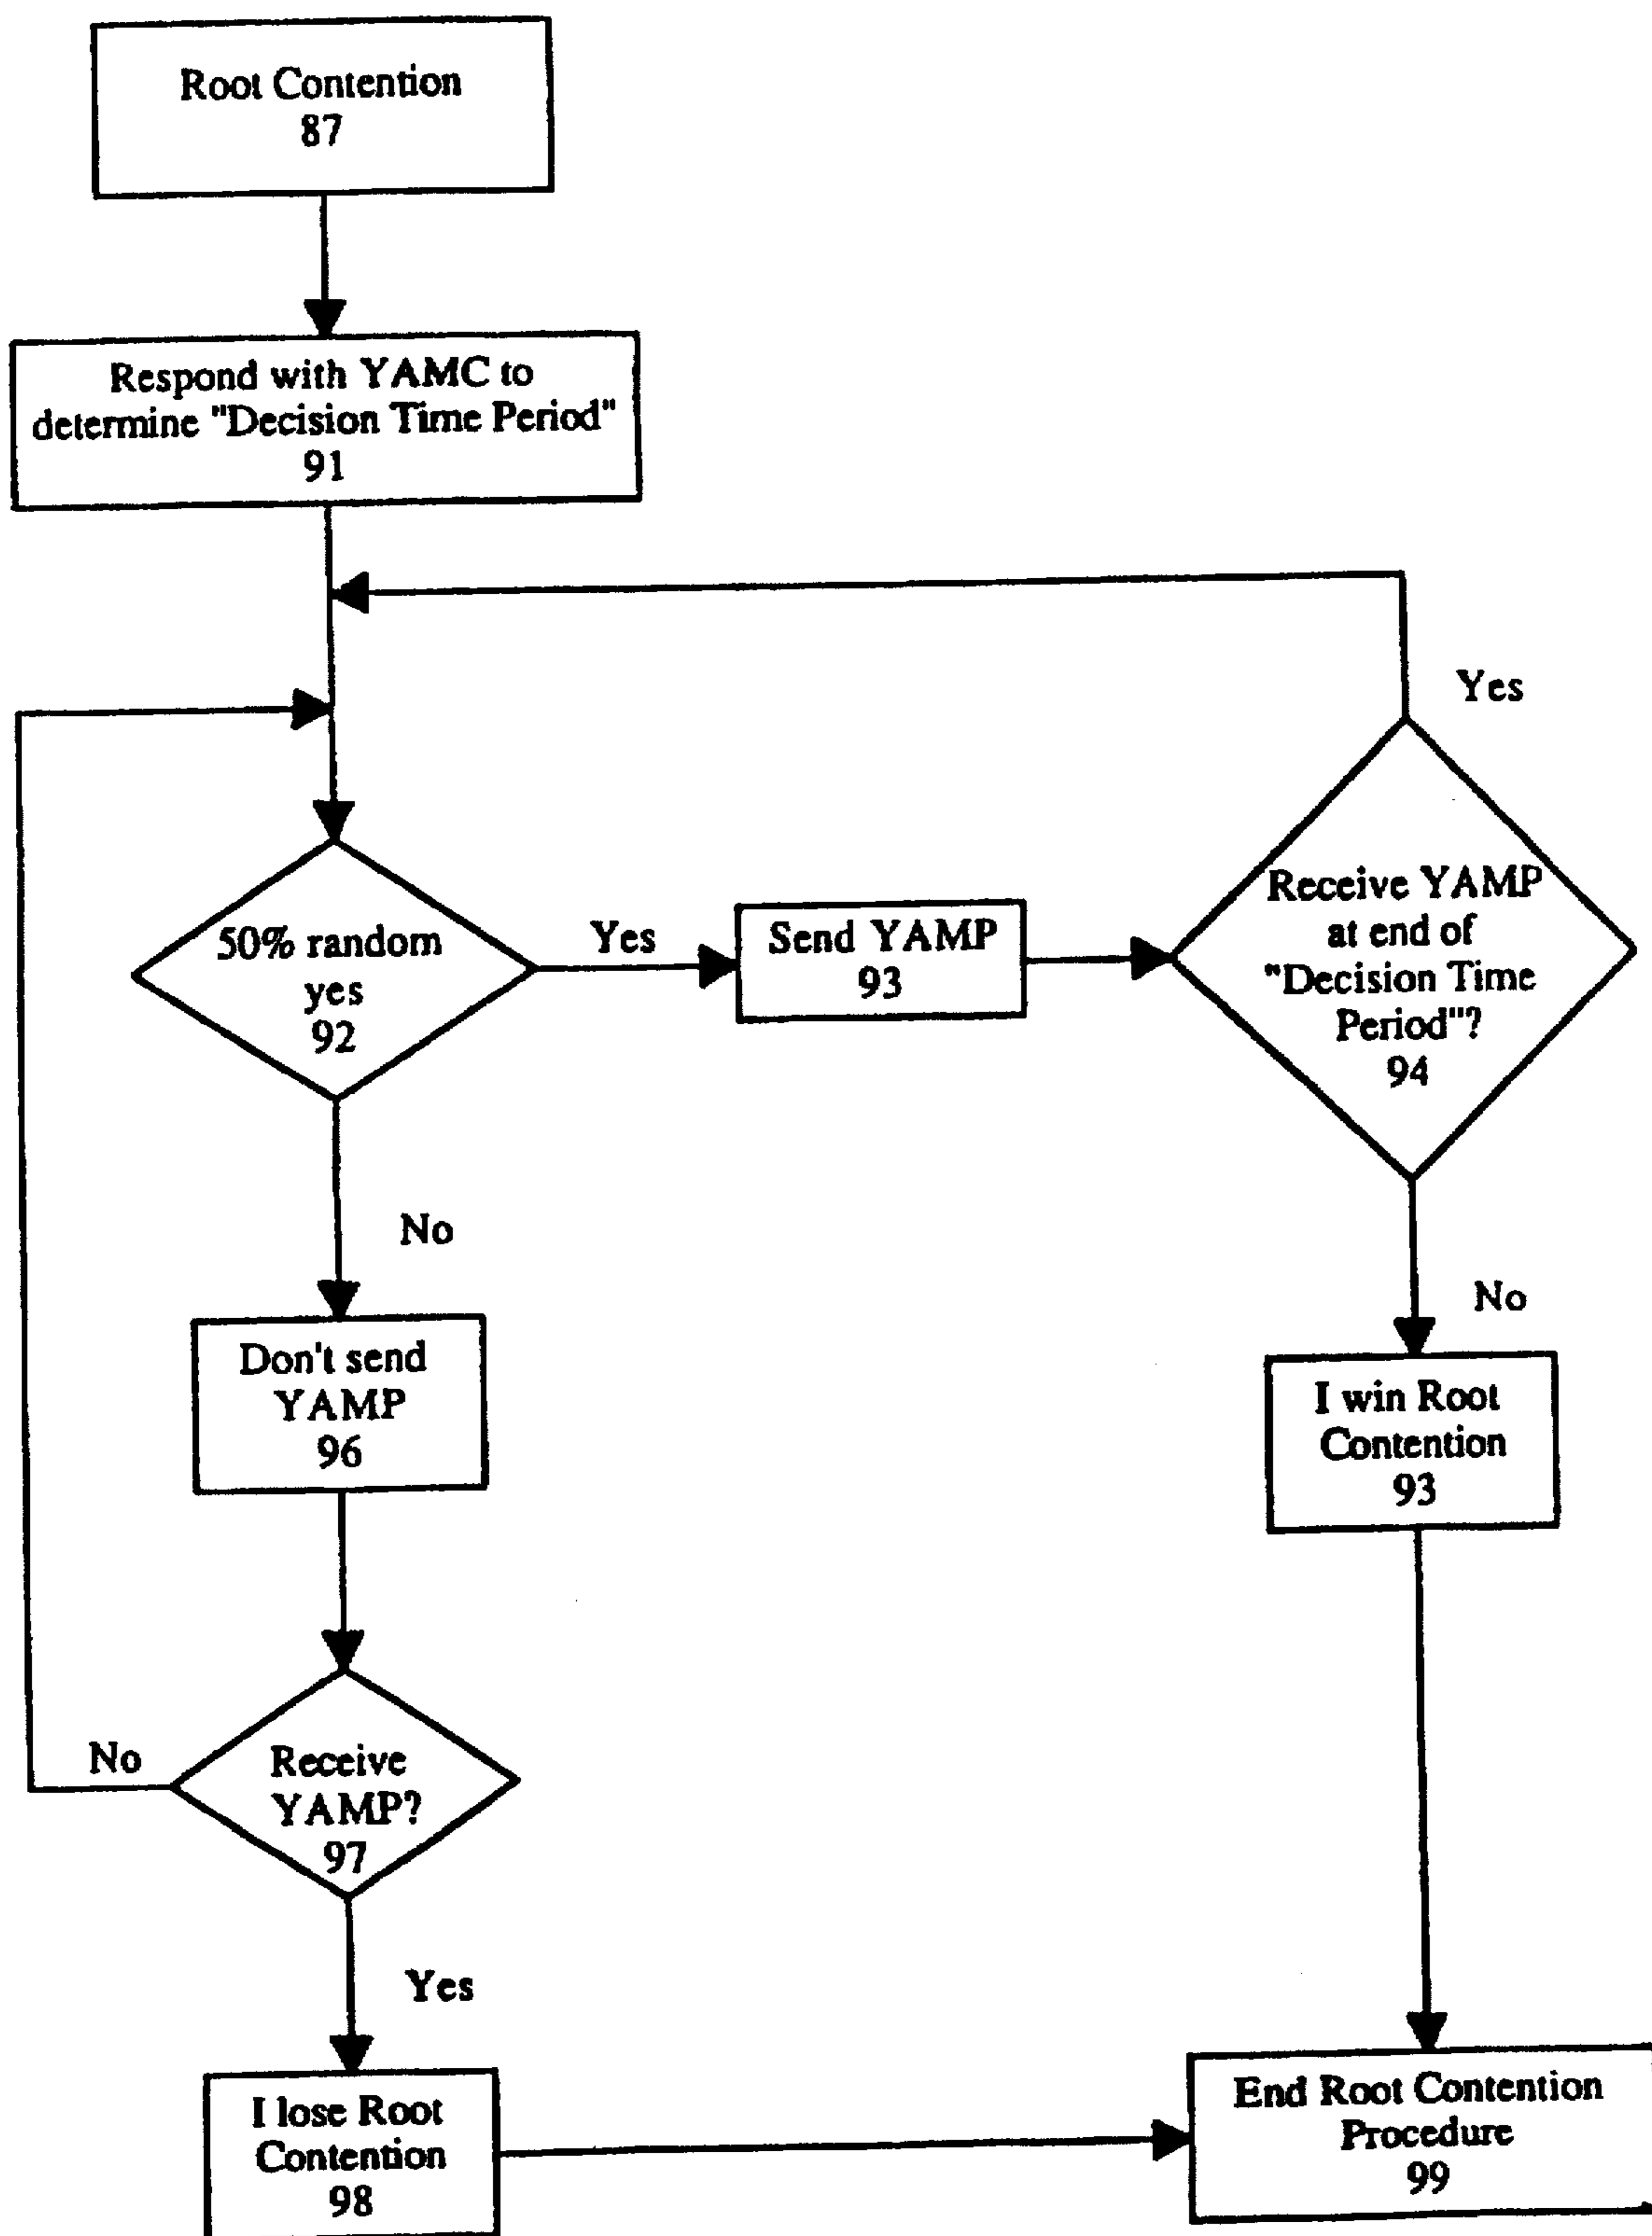 Root Contention
87
Respond with YAMC to
determine "Decision Time Period"
91
Yes
50% random
yes
92
Yes
Send YAMP
93
Receive YAMP
at end of
"Decision Time
Period"?
94
No
Don't send
YAMP
96
No
I win Root
Contention
93
No
Receive
YAMP?
97
Yes
I lose Root
Contention
98
End Root Contention
Procedure
99